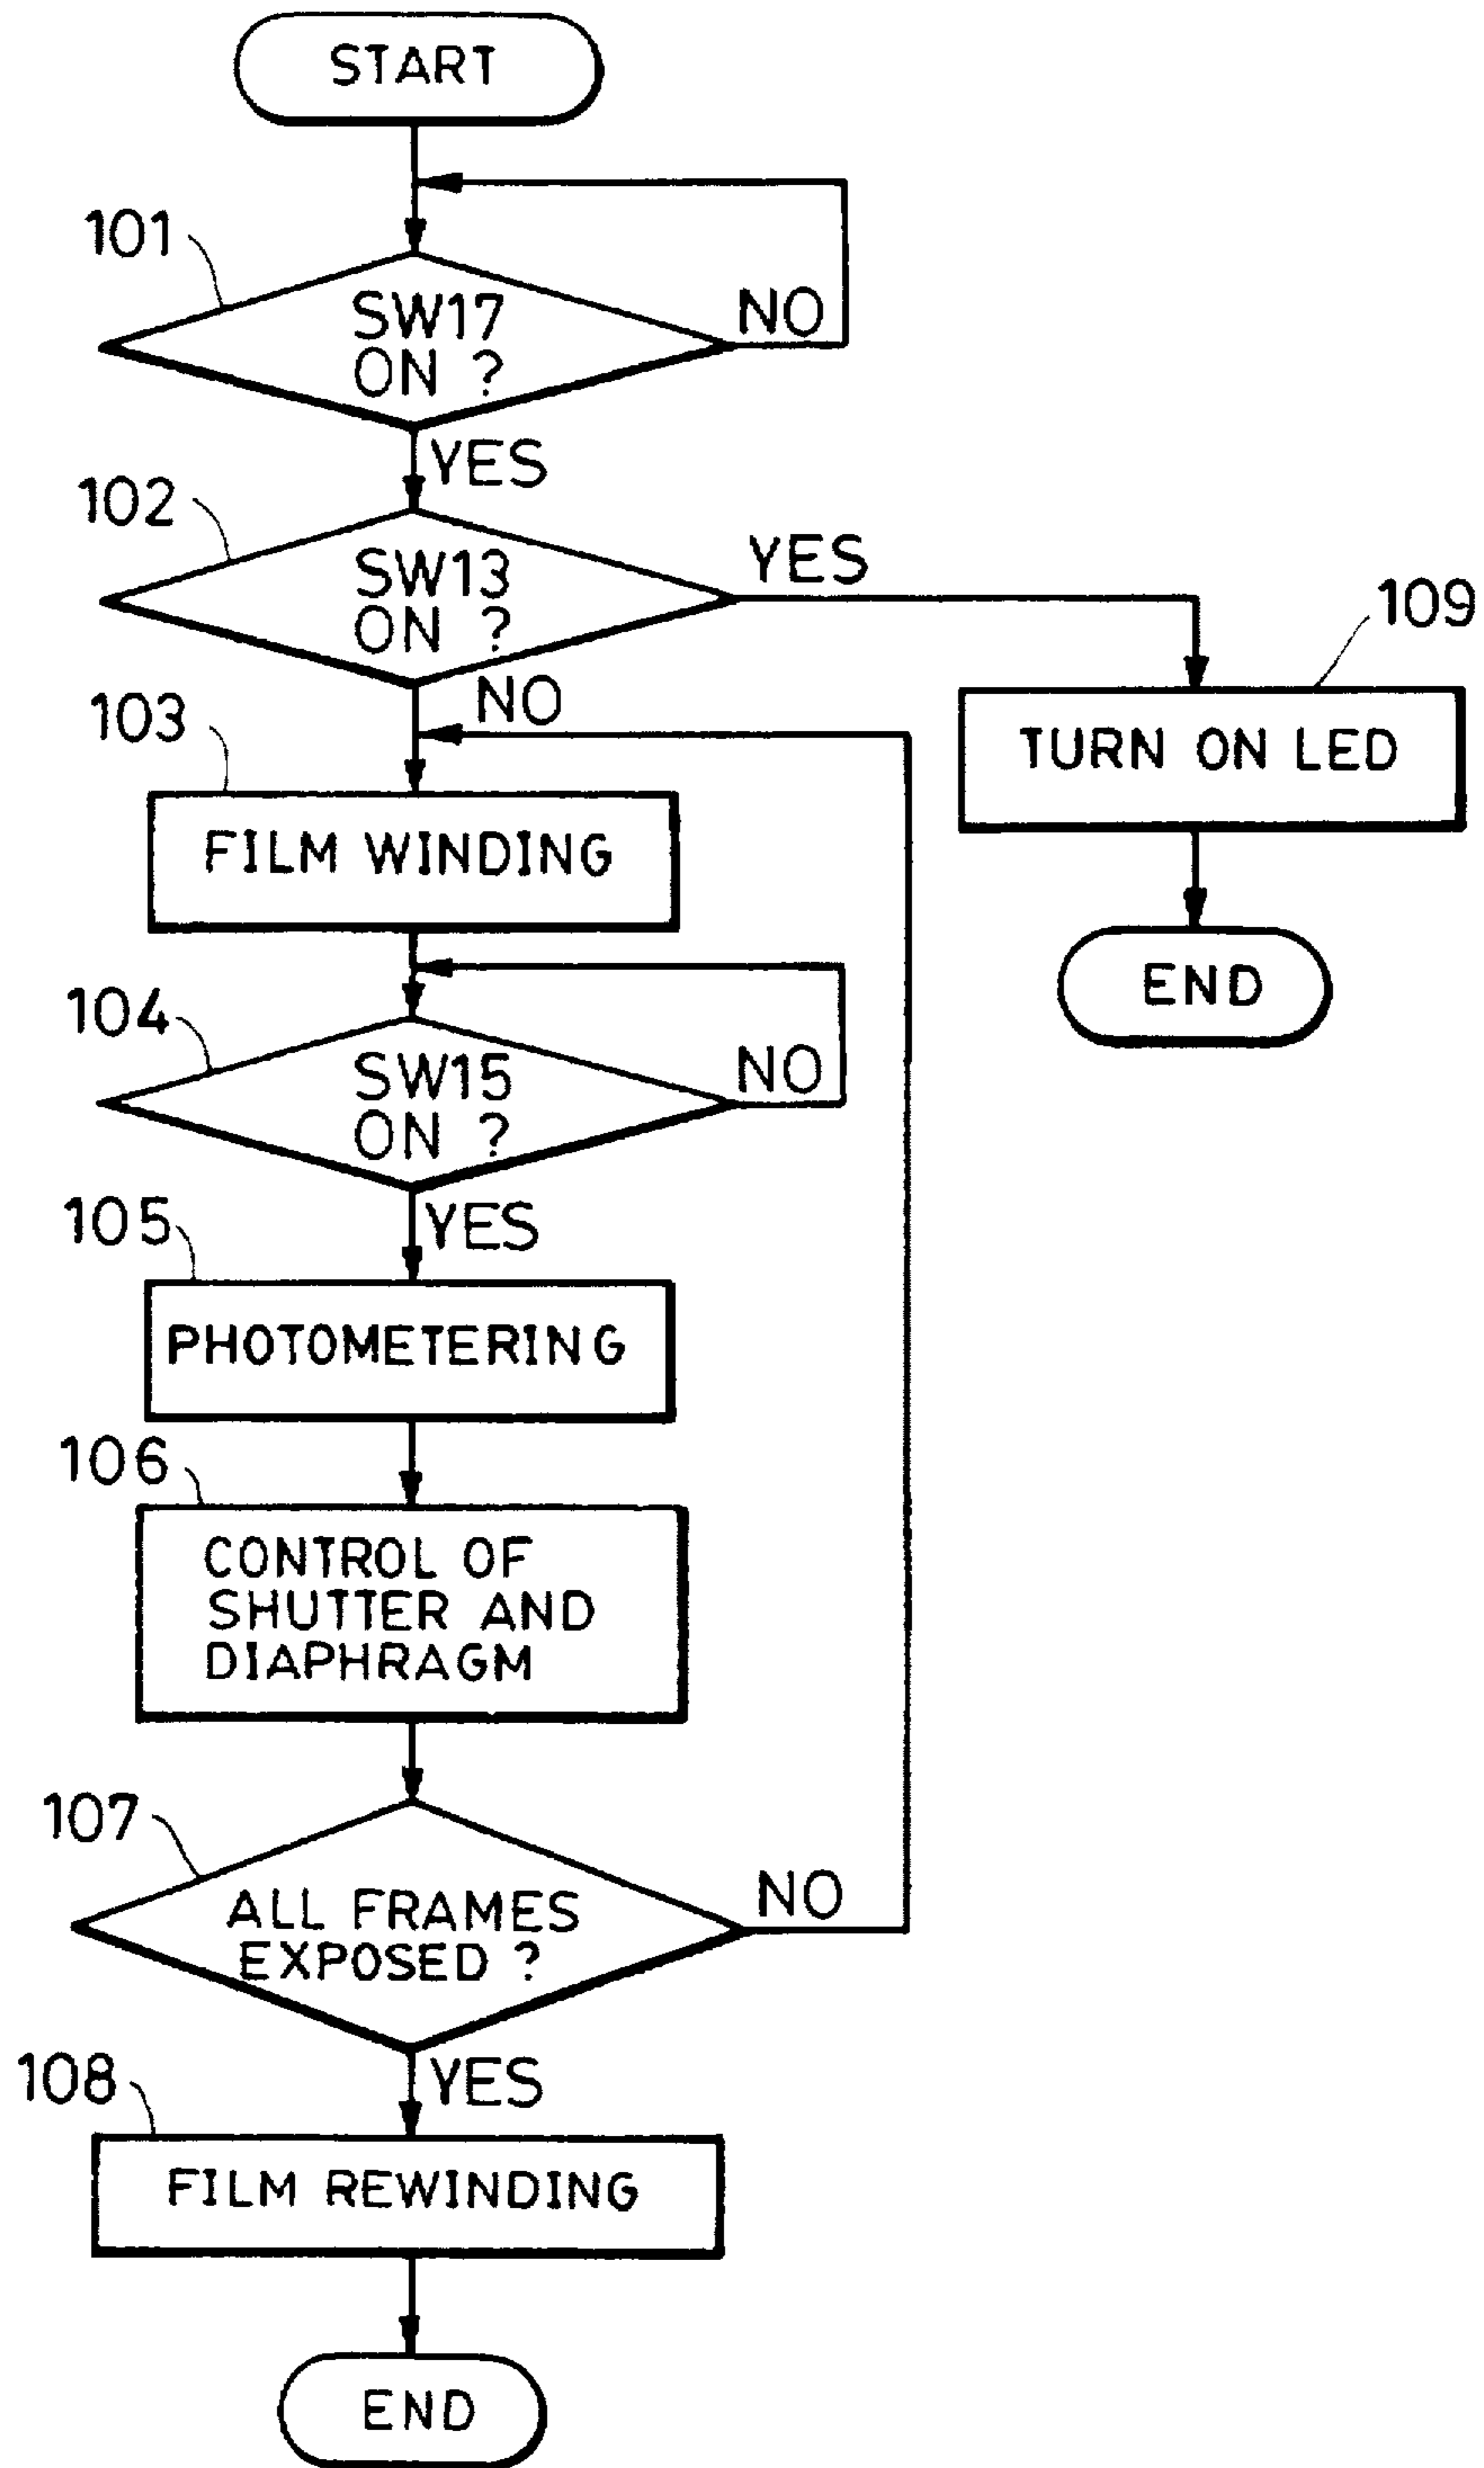 START
101
SW17
ON ?
NO
YES
102
SW13
ON ?
YES
NO
109
TURN ON LED
END
103
FILM WINDING
104
SW15
ON ?
NO
YES
105
PHOTOMETERING
106
CONTROL OF
SHUTTER AND
DIAPHRAGM
107
ALL FRAMES
EXPOSED ?
NO
YES
108
FILM REWINDING
END